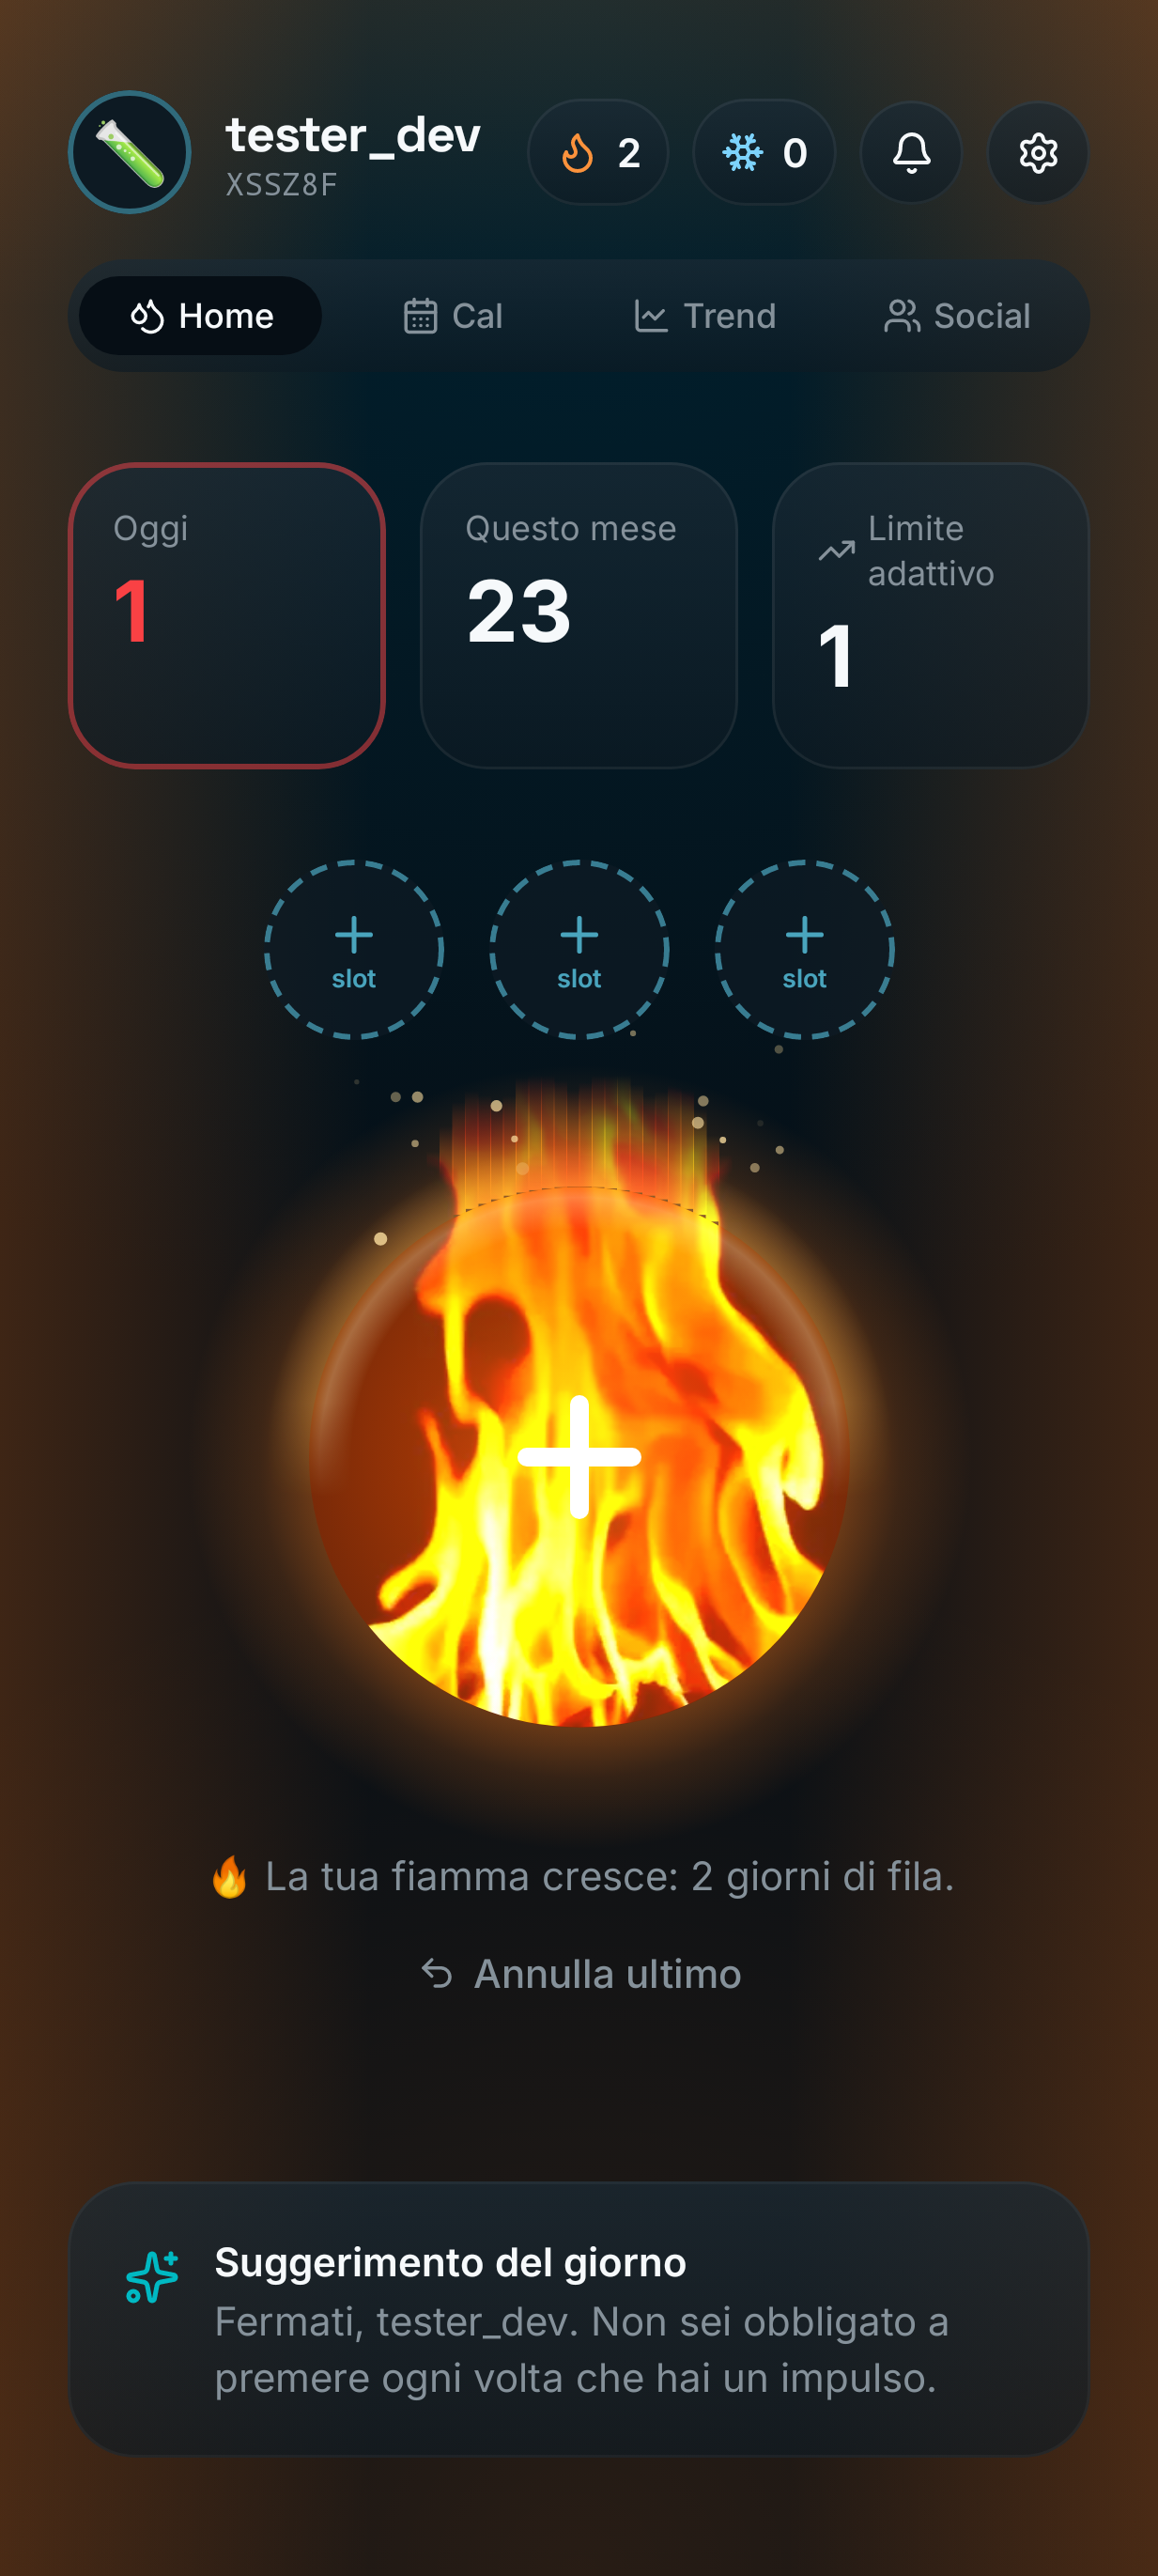 tester_dev
XSSZ8F
2
0
Home
Cal
Trend
Social
Oggi
1
Questo mese
23
Limite
adattivo
1
slot
slot
slot
La tua fiamma cresce: 2 giorni di fila.
Annulla ultimo
Suggerimento del giorno
Fermati, tester_dev. Non sei obbligato a
premere ogni volta che hai un impulso.